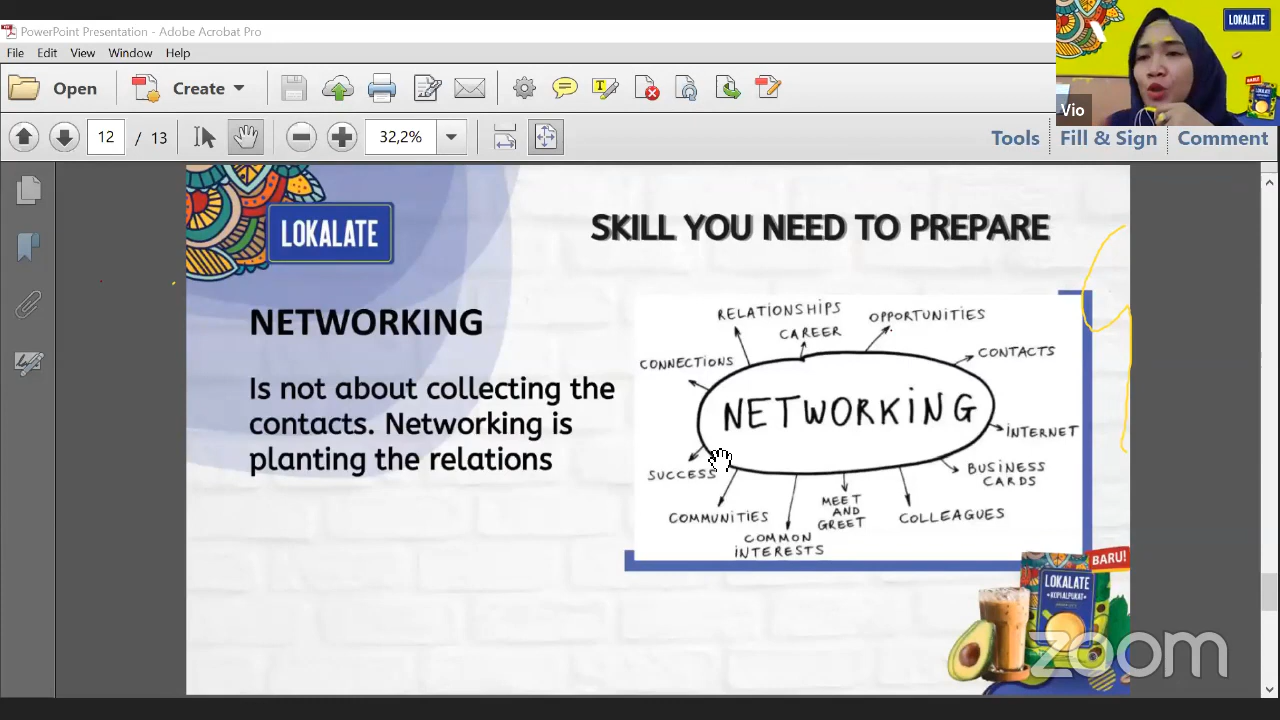 PowerPoint Presentation - Adobe Acrobat Pro
File Edit View Window Help
Open Create
12 / 13 32,2%
Tools Fill & Sign Comment
LOKALATE
Vio
LOKALATE
SKILL YOU NEED TO PREPARE
NETWORKING
Is not about collecting the
contacts. Networking is
planting the relations
RELATIONSHIPS
OPPORTUNITIES
CAREER
CONNECTIONS
CONTACTS
NETWORKING
INTERNET
SUCCESS
BUSINESS
CARDS
COMMUNITIES
MEET
AND
GREET
COLLEAGUES
COMMON
INTERESTS
BARU!
LOKALATE
KOPI ALPUKAT
zoom